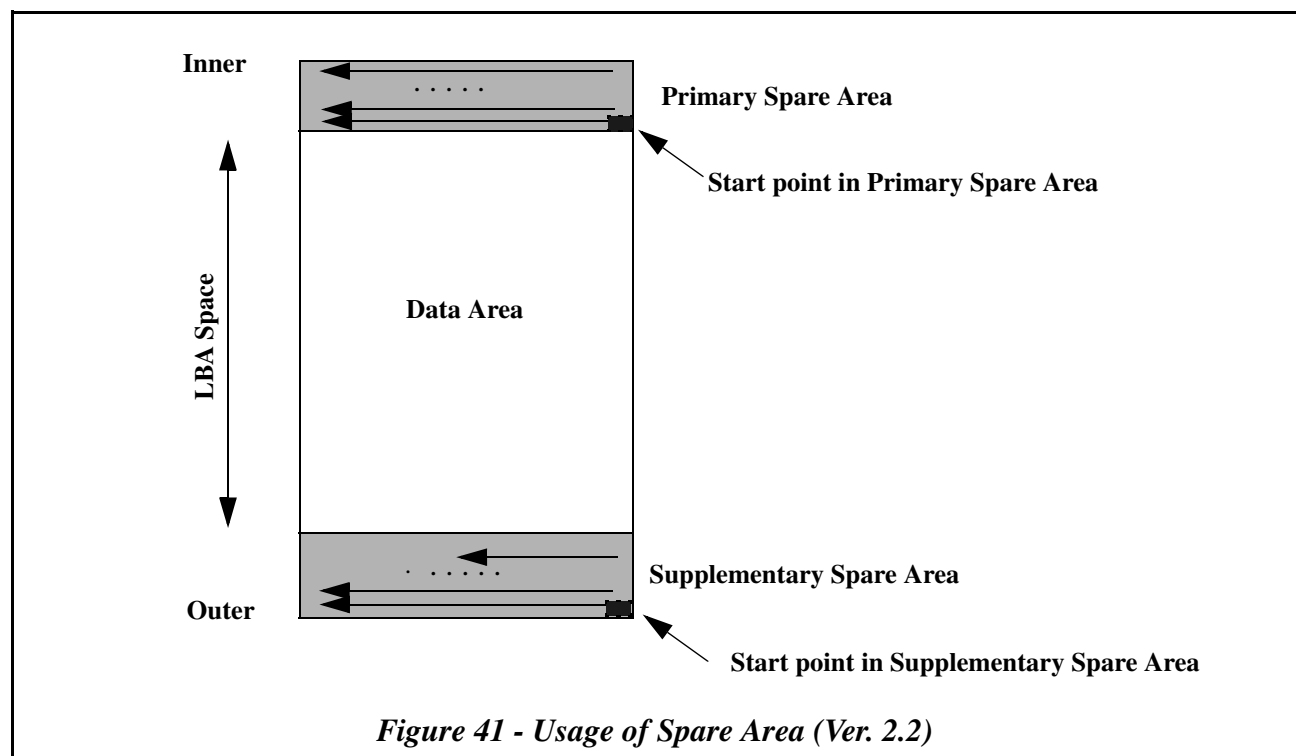 Inner
. . . . .
Primary Spare Area
Start point in Primary Spare Area
LBA Space
Data Area
. . . . . .
Supplementary Spare Area
Outer
Start point in Supplementary Spare Area
Figure 41 - Usage of Spare Area (Ver. 2.2)